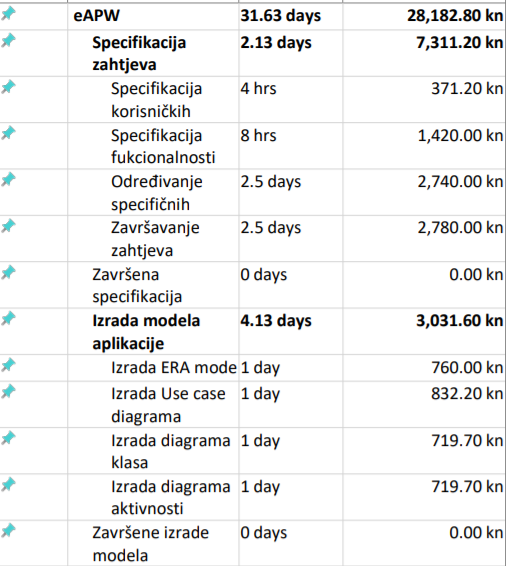 eAPW 31.63 days 28,182.80 kn
Specifikacija 2.13 days 7,311.20 kn
zahtjeva
Specifikacija 4 hrs 371.20 kn
korisničkih
Specifikacija 8 hrs 1,420.00 kn
fukcionalnosti
Određivanje 2.5 days 2,740.00 kn
specifičnih
Završavanje 2.5 days 2,780.00 kn
zahtjeva
Završena 0 days 0.00 kn
specifikacija
Izrada modela 4.13 days 3,031.60 kn
aplikacije
Izrada ERA mode 1 day 760.00 kn
Izrada Use case 1 day 832.20 kn
dijagrama
Izrada dijagrama 1 day 719.70 kn
klasa
Izrada dijagrama 1 day 719.70 kn
aktivnosti
Završene izrade 0 days 0.00 kn
modela